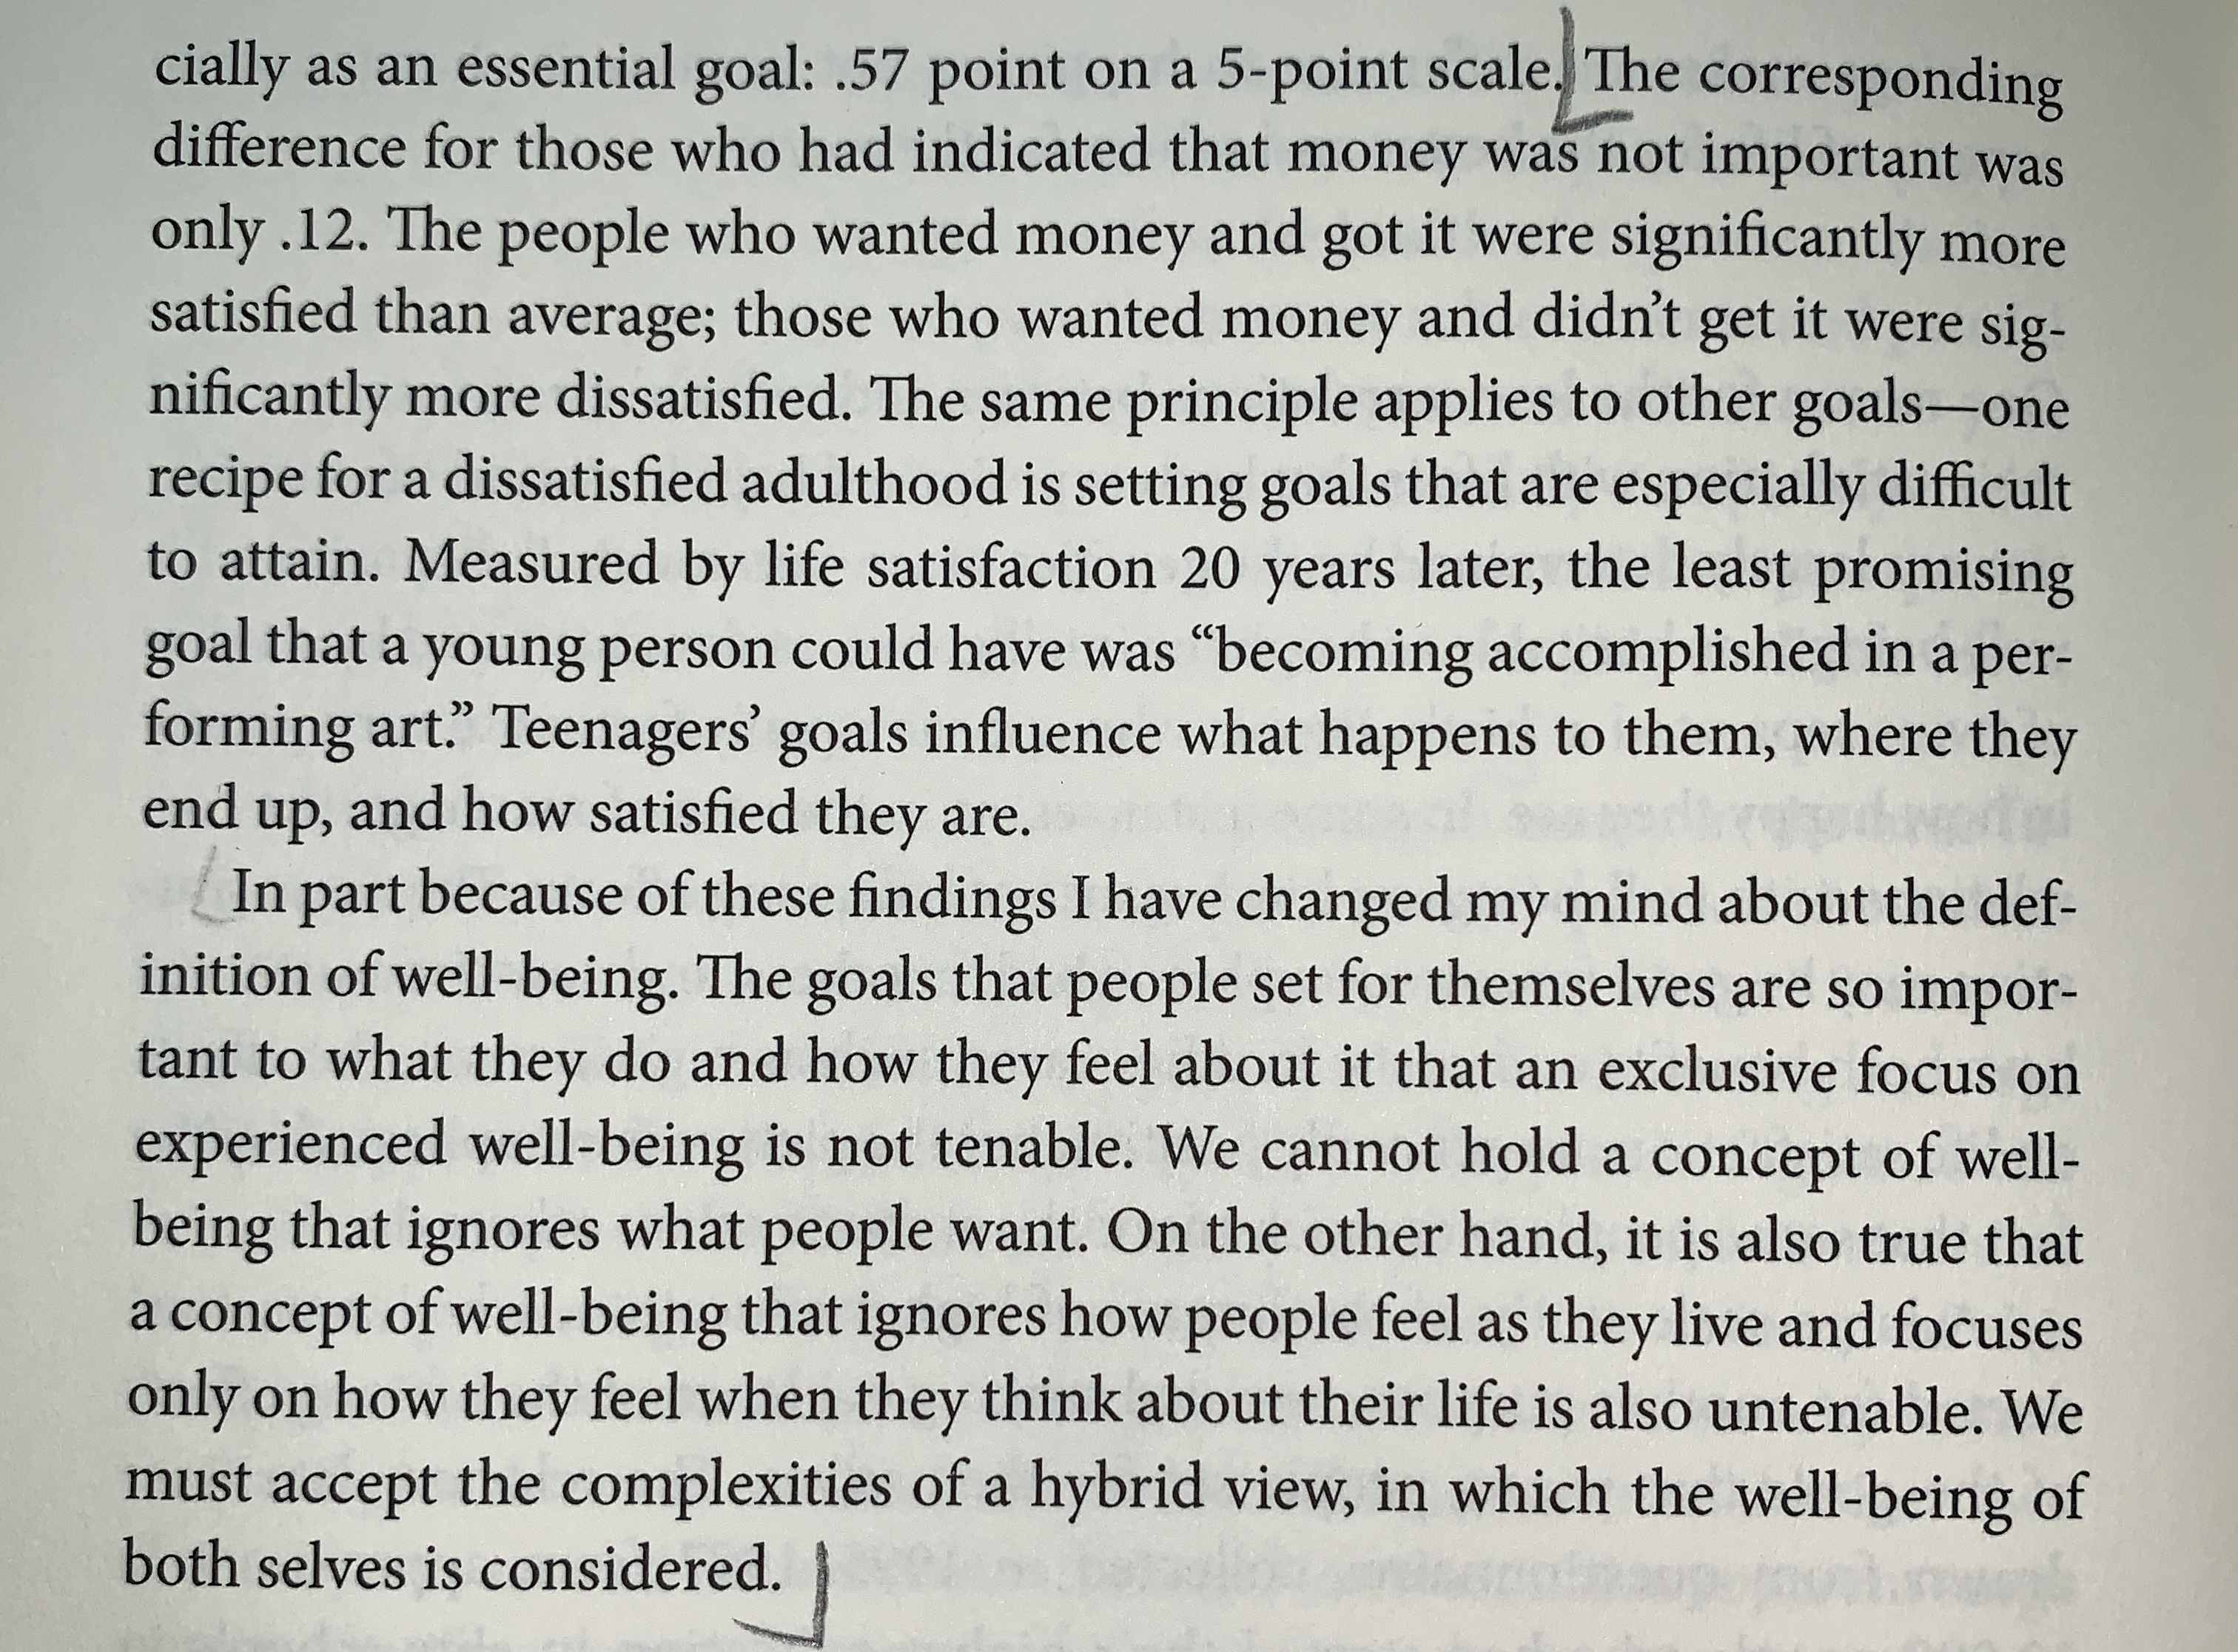 cially as an essential goal: .57 point on a 5-point scale. The corresponding
difference for those who had indicated that money was not important was
only .12. The people who wanted money and got it were significantly more
satisfied than average; those who wanted money and didn’t get it were sig-
nificantly more dissatisfied. The same principle applies to other goals—one
recipe for a dissatisfied adulthood is setting goals that are especially difficult
to attain. Measured by life satisfaction 20 years later, the least promising
goal that a young person could have was “becoming accomplished in a per-
forming art.” Teenagers’ goals influence what happens to them, where they
end up, and how satisfied they are.
In part because of these findings I have changed my mind about the def-
inition of well-being. The goals that people set for themselves are so impor-
tant to what they do and how they feel about it that an exclusive focus on
experienced well-being is not tenable. We cannot hold a concept of well-
being that ignores what people want. On the other hand, it is also true that
a concept of well-being that ignores how people feel as they live and focuses
only on how they feel when they think about their life is also untenable. We
must accept the complexities of a hybrid view, in which the well-being of
both selves is considered.